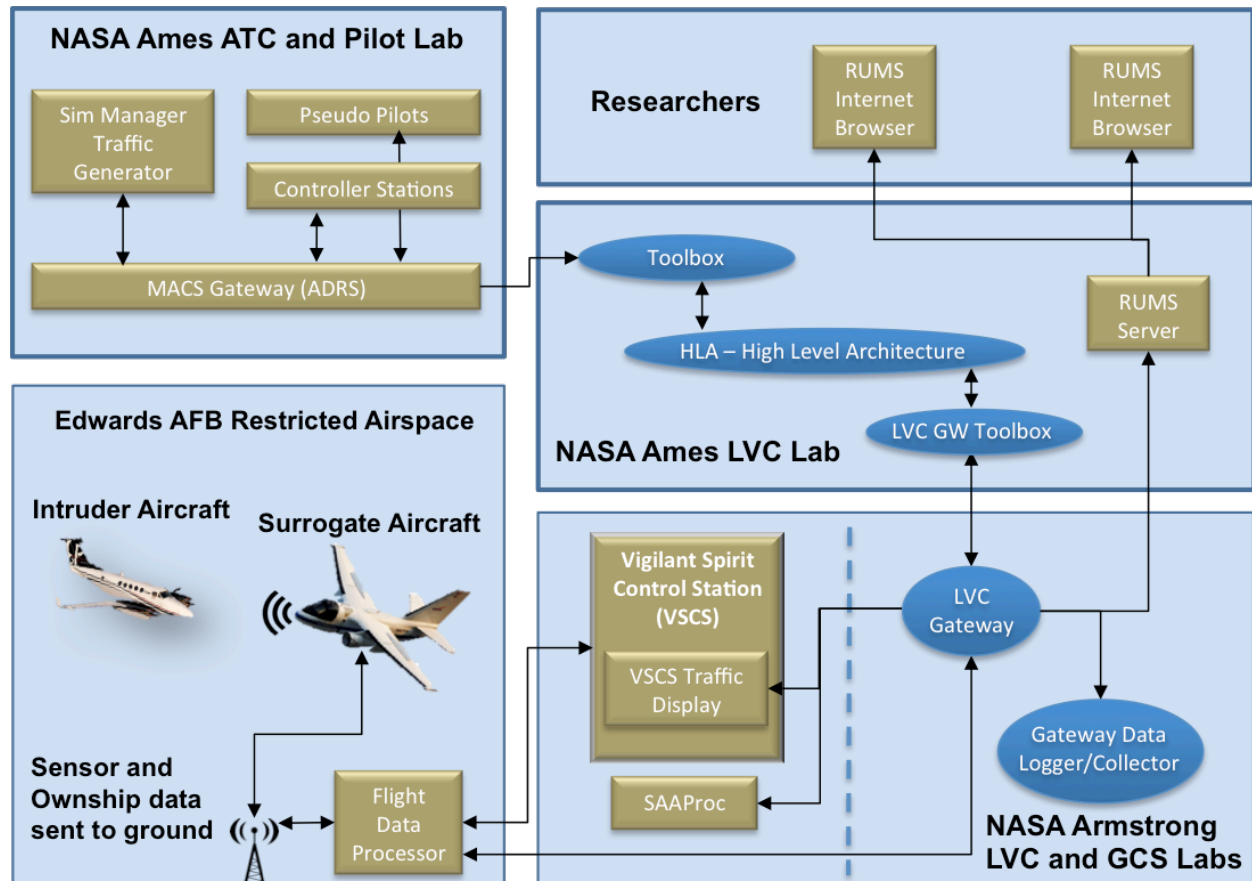 NASA Ames ATC and Pilot Lab
Sim Manager
Traffic
Generator
Pseudo Pilots
Controller Stations
MACS Gateway (ADRS)
Researchers
RUMS
Internet
Browser
RUMS
Internet
Browser
Toolbox
HLA – High Level Architecture
LVC GW Toolbox
RUMS
Server
NASA Ames LVC Lab
Edwards AFB Restricted Airspace
Intruder Aircraft
Surrogate Aircraft
Sensor and
Ownship data
sent to ground
Flight
Data
Processor
Vigilant Spirit
Control Station
(VSCS)
VSCS Traffic
Display
SAAProc
LVC
Gateway
Gateway Data
Logger/Collector
NASA Armstrong
LVC and GCS Labs